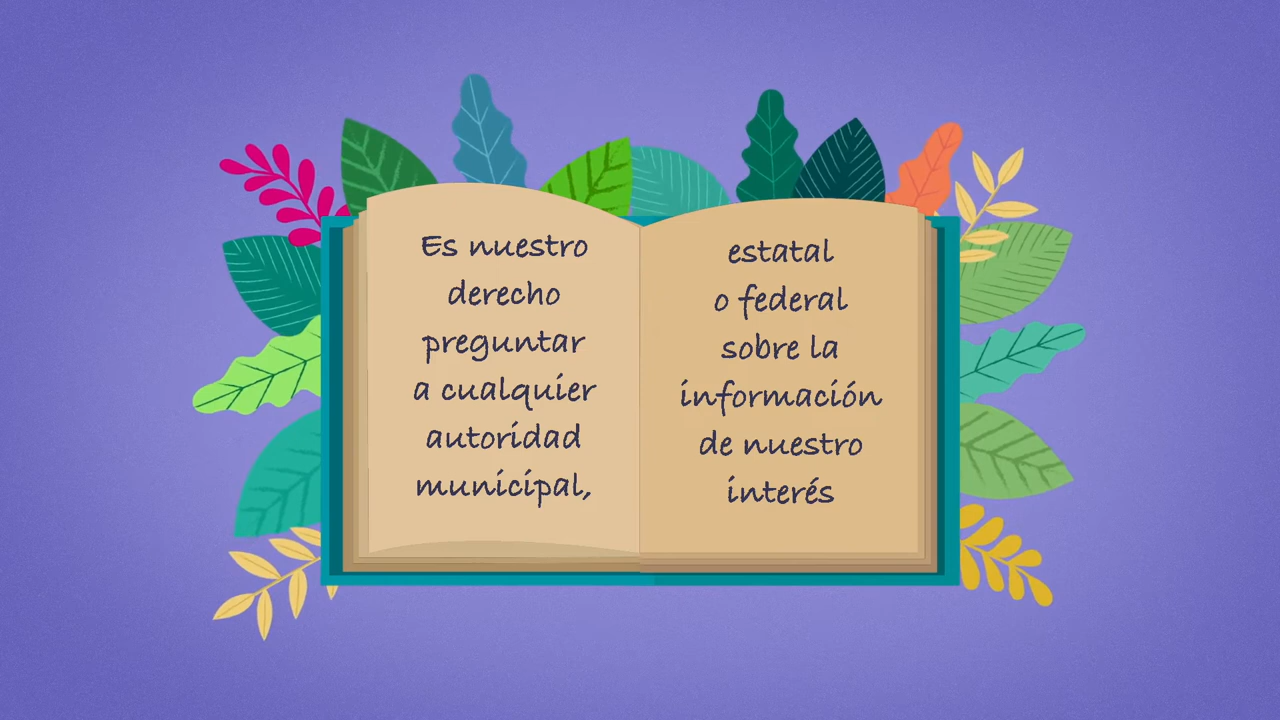 Es nuestro
derecho
preguntar
a cualquier
autoridad
municipal,
estatal
o federal
sobre la
información
de nuestro
interés